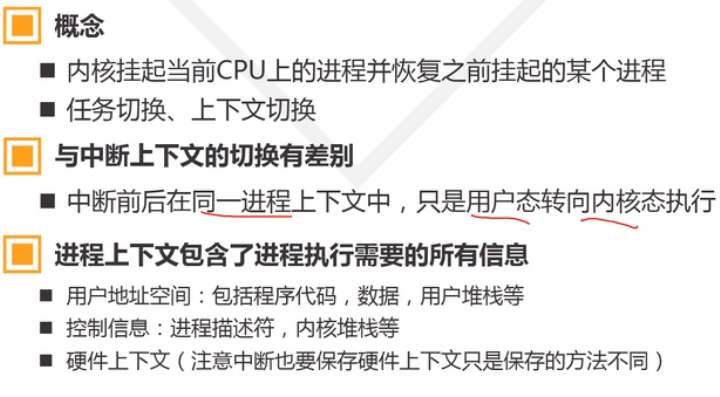 概念
■ 内核挂起当前CPU上的进程并恢复之前挂起的某个进程
■ 任务切换、上下文切换
与中断上下文的切换有差别
■ 中断前后在同一进程上下文中，只是用户态转向内核态执行
进程上下文包含了进程执行需要的所有信息
■ 用户地址空间：包括程序代码，数据，用户堆栈等
■ 控制信息：进程描述符，内核堆栈等
■ 硬件上下文（注意中断也要保存硬件上下文只是保存的方法不同）